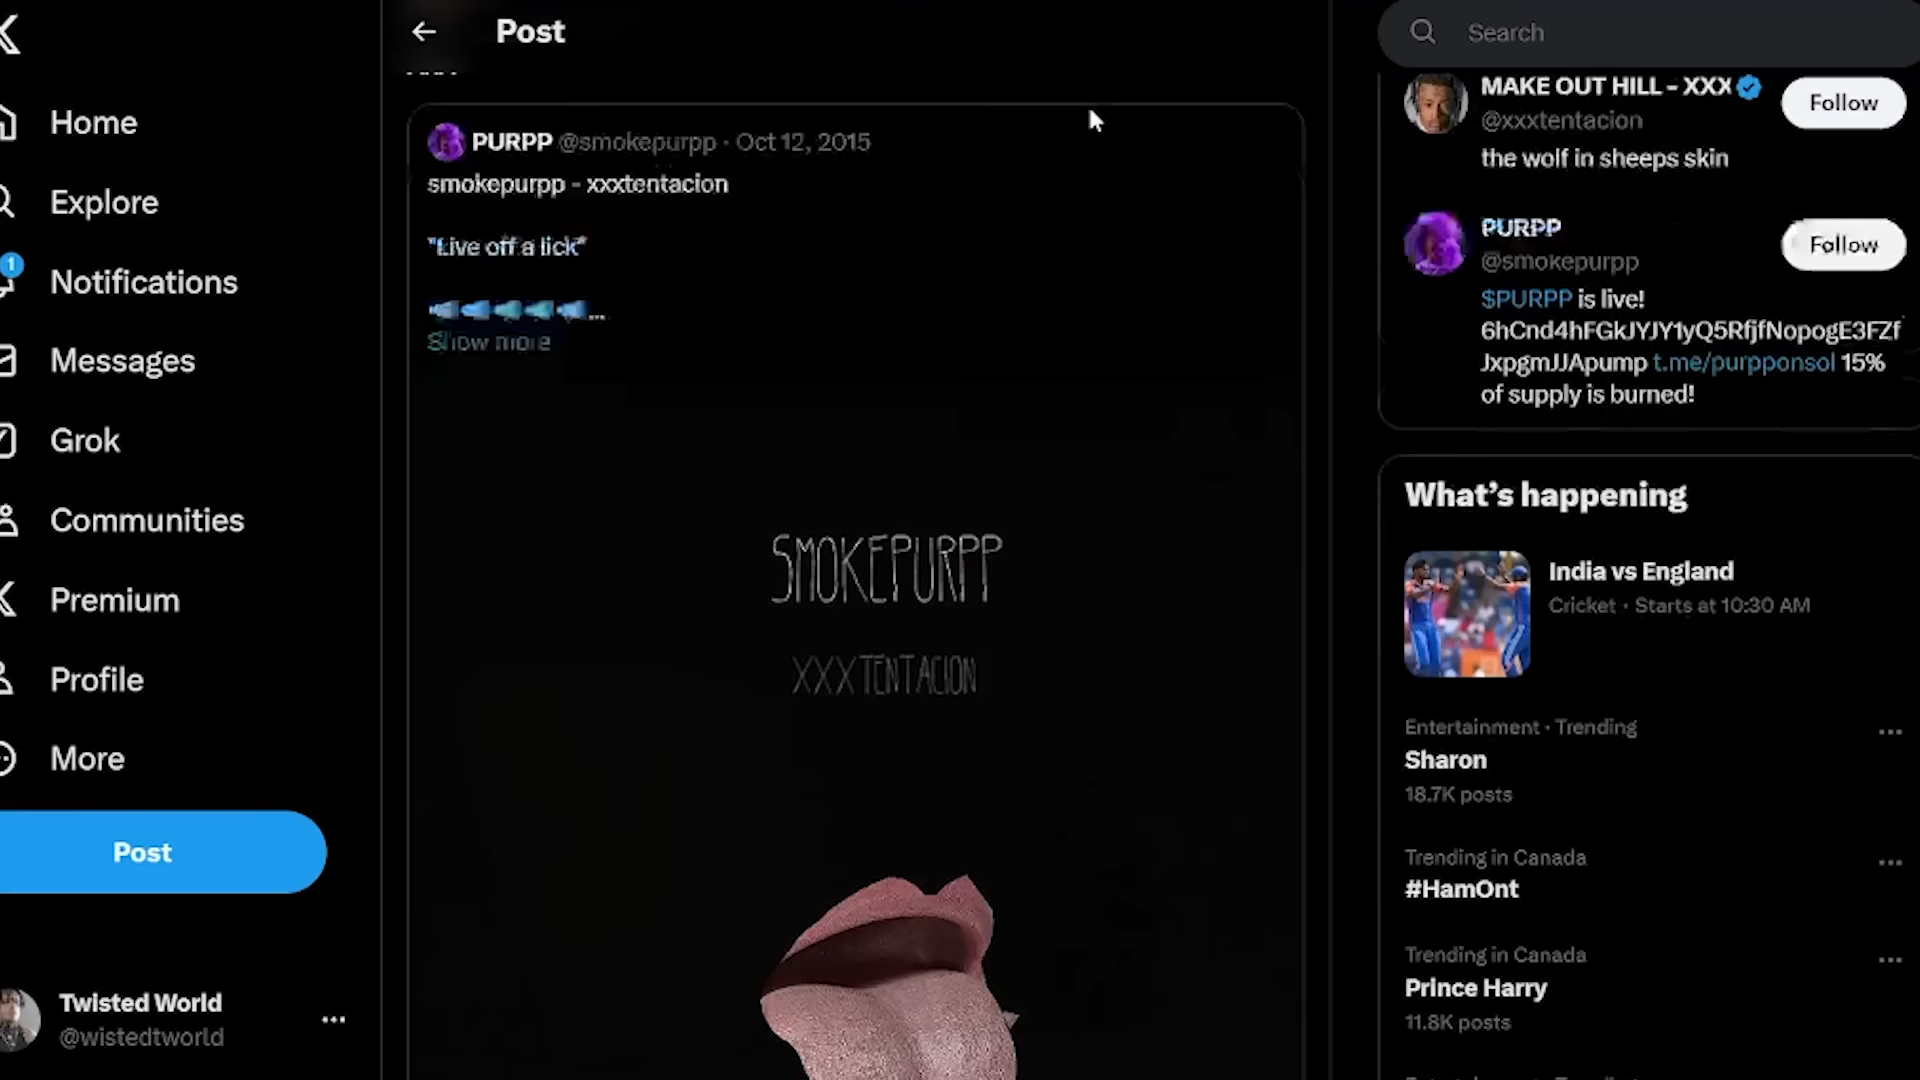 Post
Search
Home
Explore
1
Notifications
Messages
Grok
Communities
Premium
Profile
More
Post
Twisted World
@wistedtworld
PURPP @smokepurpp · Oct 12, 2015
smokepurpp - xxxtentacion
"Live off a lick"
...
Show more
SMOKEPURPP
XXXTENTACION
MAKE OUT HILL - XXX
@xxxtentacion
Follow
the wolf in sheeps skin
PURPP
@smokepurpp
Follow
$PURPP is live!
6hCnd4hFGkJYJY1yQ5RfjfNopogE3FZf
JxpgmJJApump t.me/purpponsol 15%
of supply is burned!
What's happening
India vs England
Cricket · Starts at 10:30 AM
Entertainment · Trending
Sharon
18.7K posts
Trending in Canada
#HamOnt
Trending in Canada
Prince Harry
11.8K posts